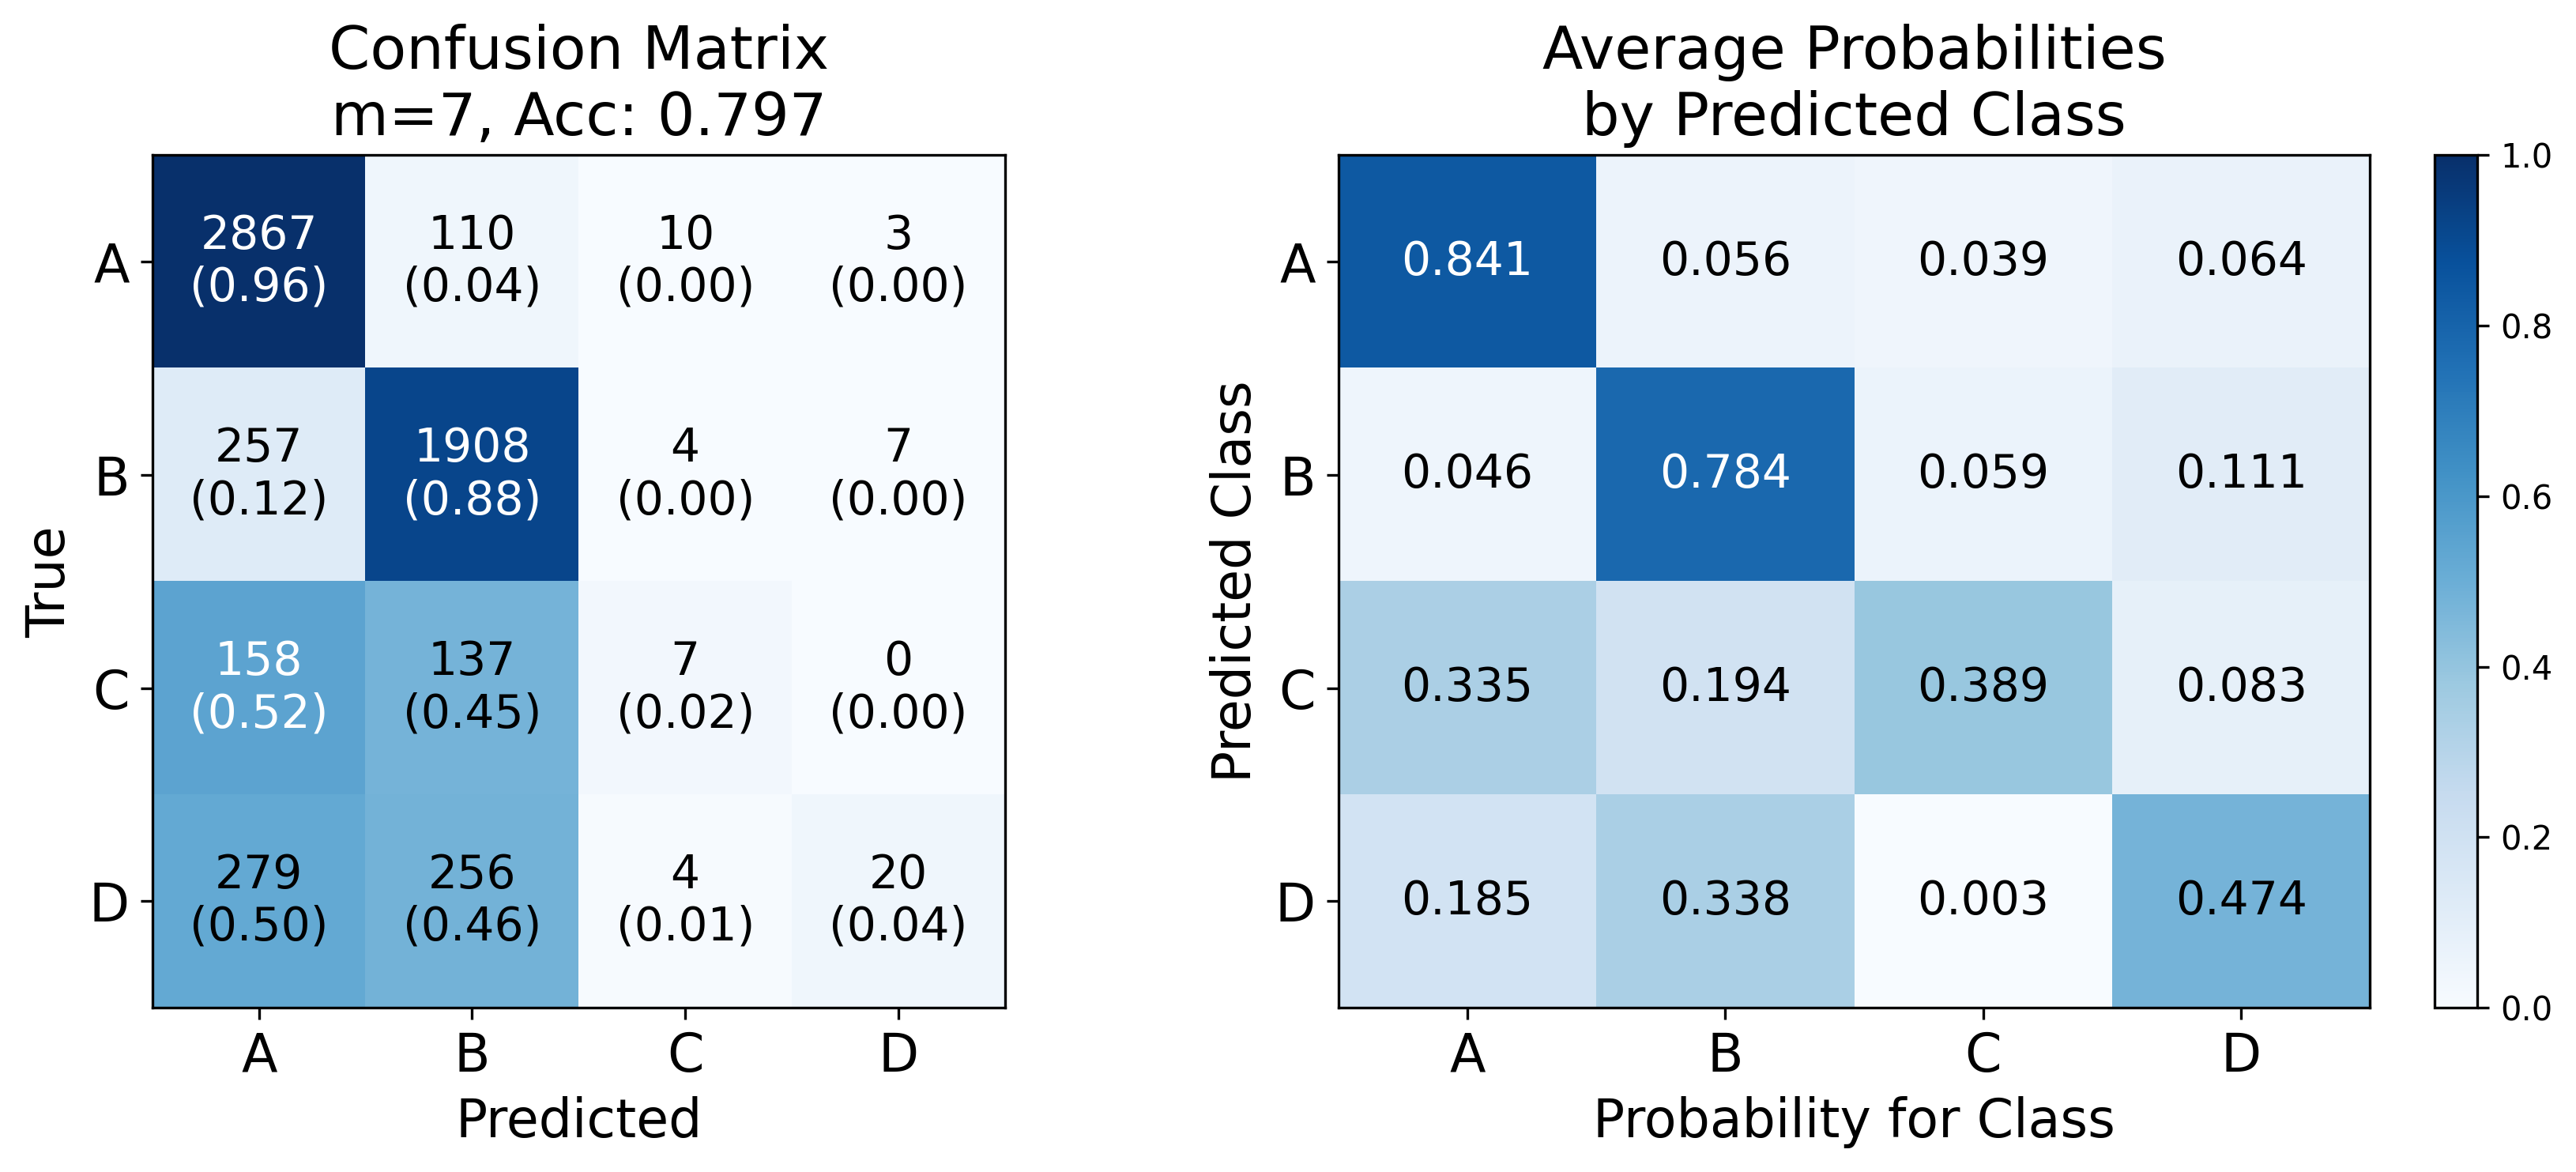 Confusion Matrix
m=7, Acc: 0.797
A
2867
(0.96)
110
(0.04)
10
(0.00)
3
(0.00)
B
257
(0.12)
1908
(0.88)
4
(0.00)
7
(0.00)
C
158
(0.52)
137
(0.45)
7
(0.02)
0
(0.00)
D
279
(0.50)
256
(0.46)
4
(0.01)
20
(0.04)
True
A B C D
Predicted
Average Probabilities
by Predicted Class
A 0.841 0.056 0.039 0.064
B 0.046 0.784 0.059 0.111
C 0.335 0.194 0.389 0.083
D 0.185 0.338 0.003 0.474
Predicted Class
A B C D
Probability for Class
1.0
0.8
0.6
0.4
0.2
0.0